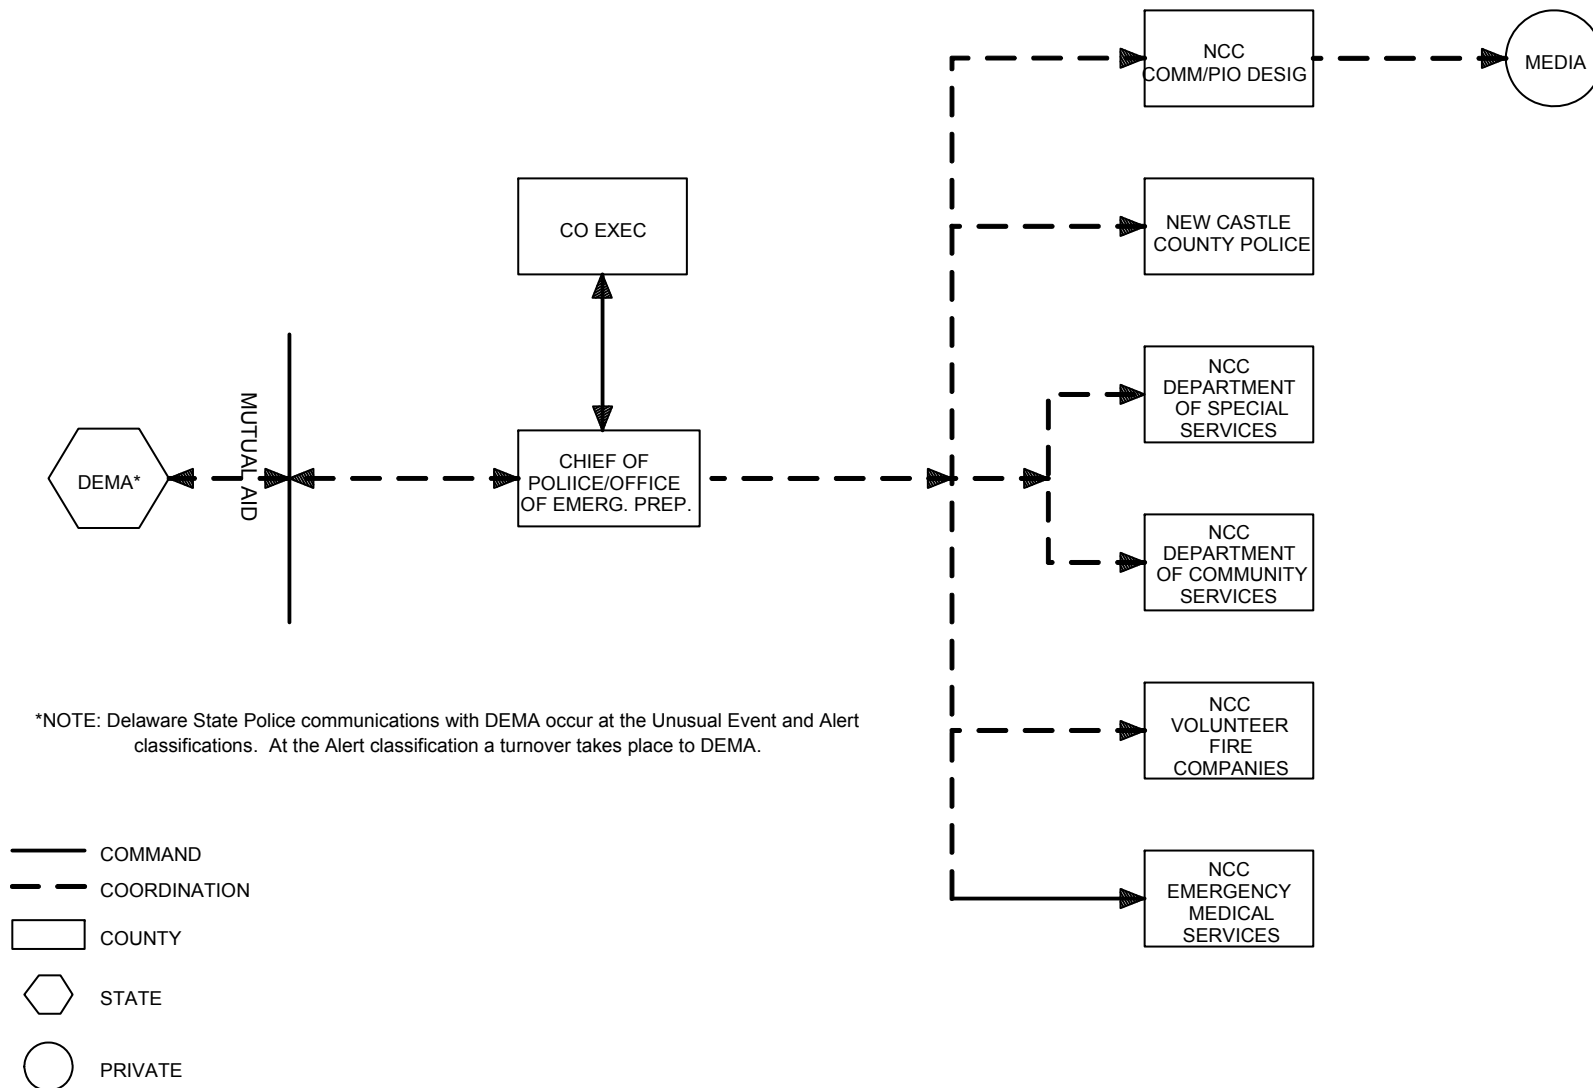 NCC
COMM/PIO DESIG
MEDIA
CO EXEC
NEW CASTLE
COUNTY POLICE
NCC
DEPARTMENT
OF SPECIAL
SERVICES
MUTUAL AID
DEMA*
CHIEF OF
POLIICE/OFFICE
OF EMERG. PREP.
NCC
DEPARTMENT
OF COMMUNITY
SERVICES
NCC
VOLUNTEER
FIRE
COMPANIES
NCC
EMERGENCY
MEDICAL
SERVICES
*NOTE: Delaware State Police communications with DEMA occur at the Unusual Event and Alert
classifications. At the Alert classification a turnover takes place to DEMA.
COMMAND
COORDINATION
COUNTY
STATE
PRIVATE